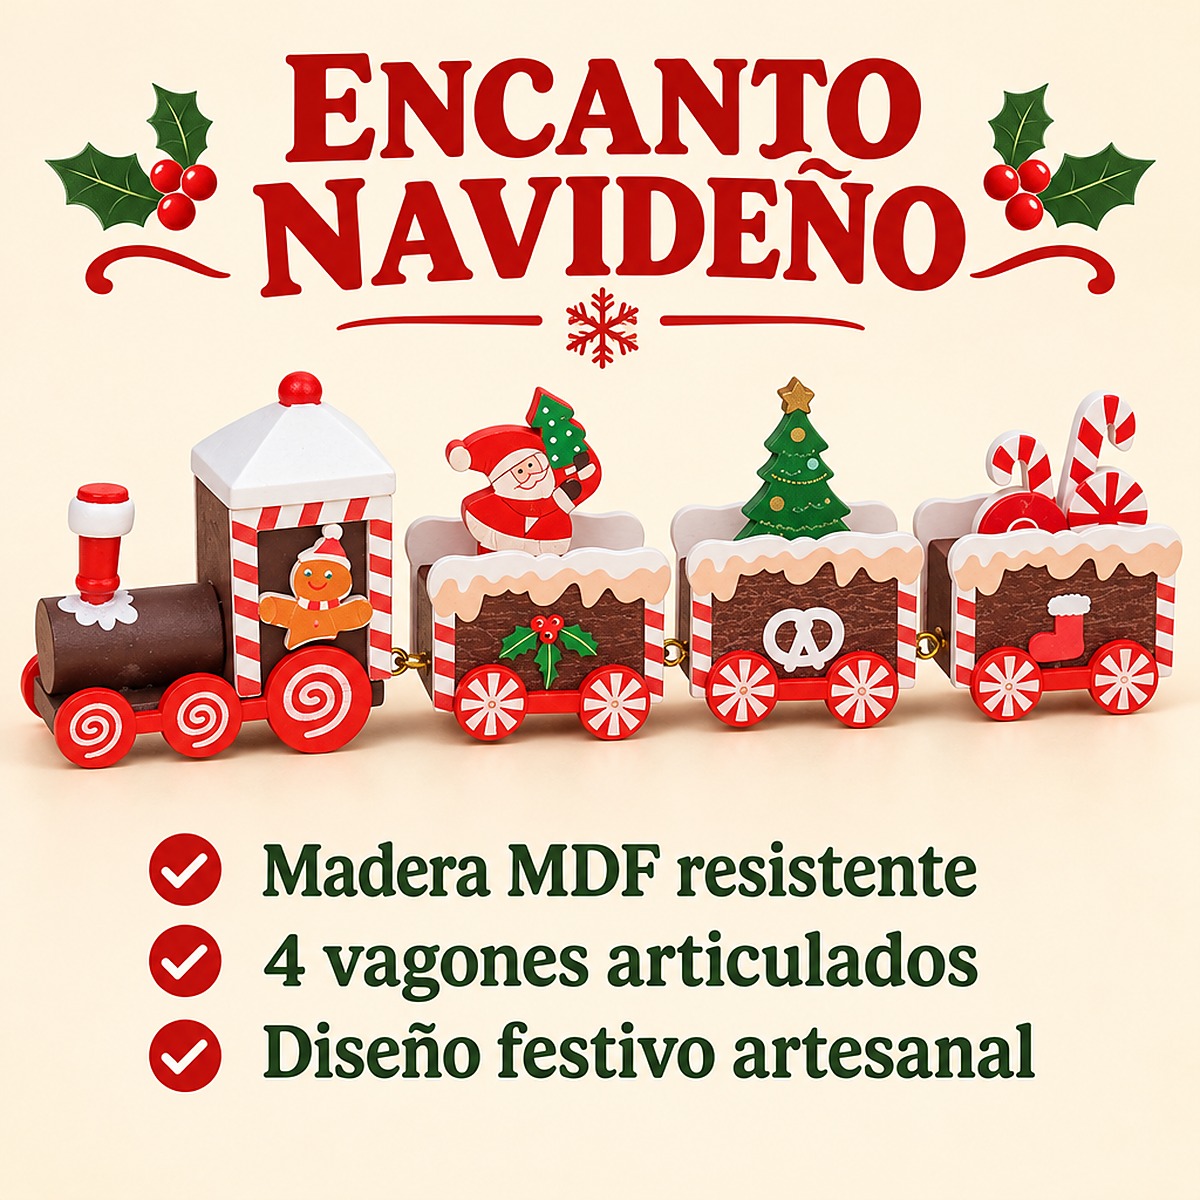 ENCANTO
NAVIDEÑO
Madera MDF resistente
4 vagones articulados
Diseño festivo artesanal